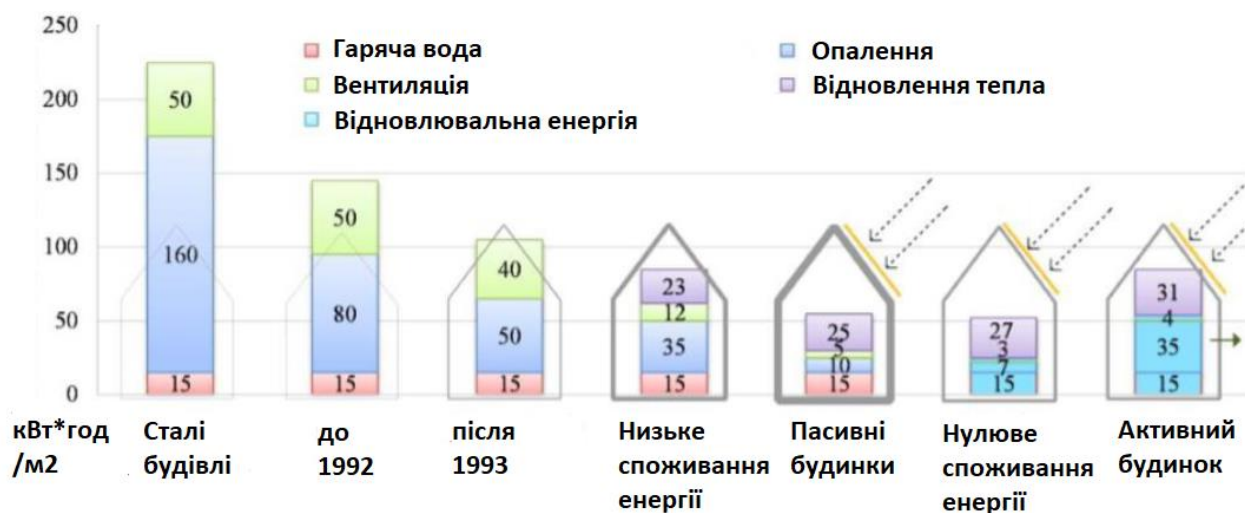 250
200
150
100
50
0
кВт*год
/м2
Гаряча вода
Вентиляція
Відновлювальна енергія
Опалення
Відновлення тепла
50
160
15
50
80
15
40
50
15
23
12
35
15
25
5
10
15
27
3
7
15
31
4
35
15
Сталі
будівлі
до
1992
після
1993
Низьке
споживання
енергії
Пасивні
будинки
Нулюве
споживання
енергії
Активний
будинок